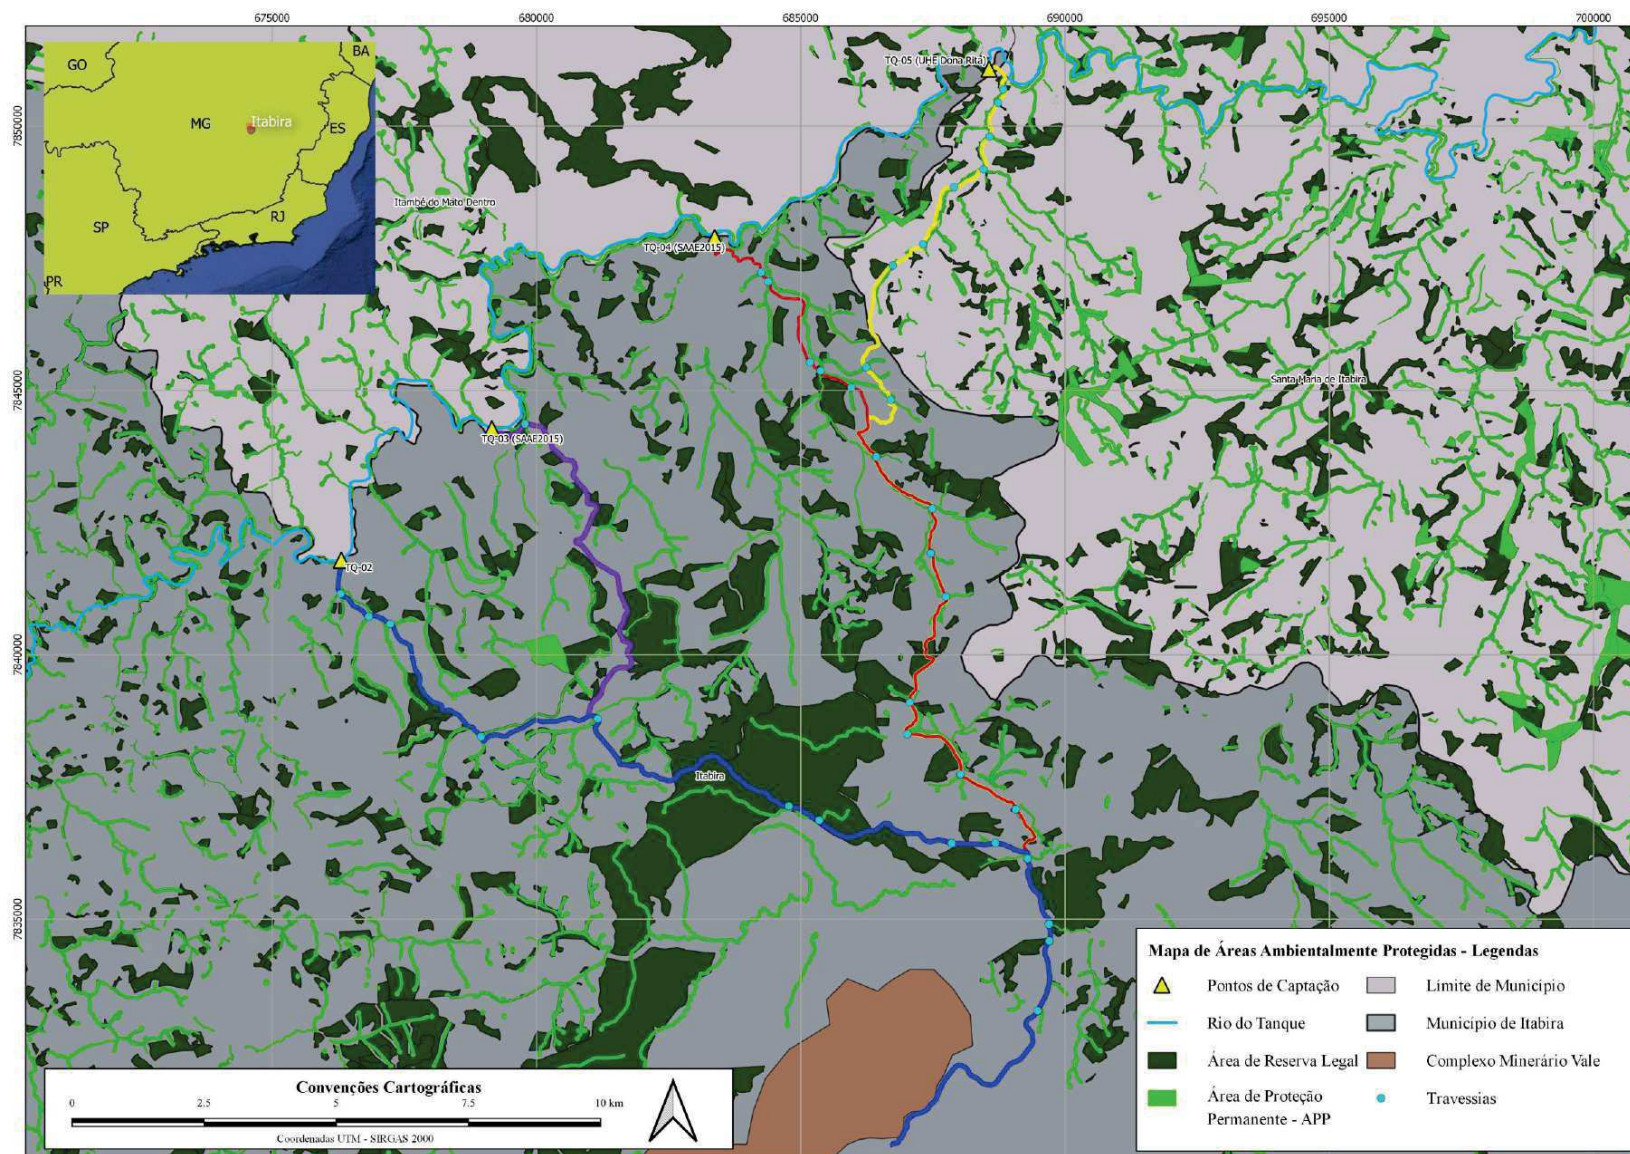 675000 680000 685000 690000 695000 700000
GO
BA
MG
Itabira
ES
SP
RJ
PR
TQ-05 (UHE Dona Rita)
7850000
Itambé do Mato Dentro
TQ-04 (SAAE2015)
7845000
Santa Maria de Itabira
TQ-03 (SAAE2015)
TQ-02
7840000
Itabira
7835000
Mapa de Áreas Ambientalmente Protegidas - Legendas
Pontos de Captação
Limite de Município
Rio do Tanque
Município de Itabira
Área de Reserva Legal
Complexo Minerário Vale
Área de Proteção
Permanente - APP
Travessias
Convenções Cartográficas
0 2.5 5 7.5 10 km
Coordenadas UTM - SIRGAS 2000